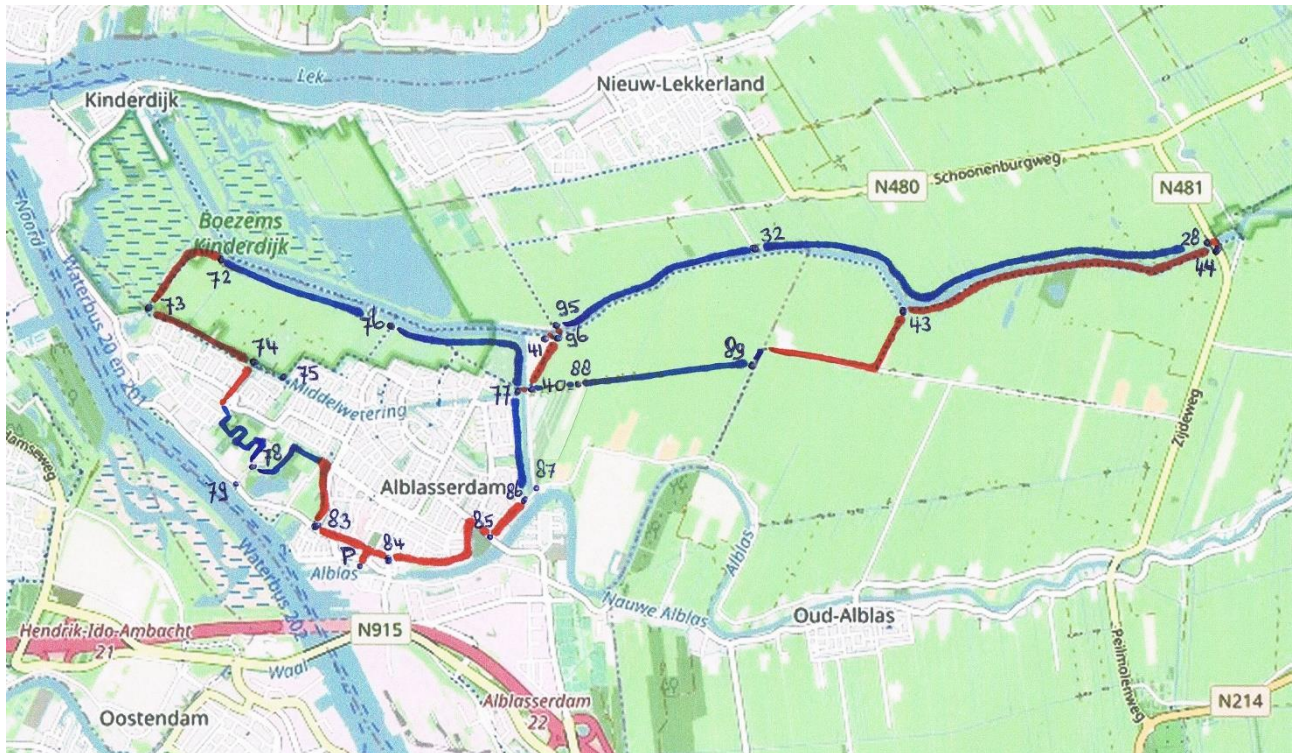 Lek
Nieuw-Lekkerland
Kinderdijk
Schoonenburgweg
N480
N481
Noord
Boezems
Kinderdijk
Waterbus 20 en 201
72
32
28
44
73
76
95
96
41
43
74
75
Middelwetering
77
40
88
89
Zijdeweg
78
79
Alblasserdam
87
86
83
85
84
P
Alblas
Alblas
Waterbus 202
Nauwe Alblas
Oud-Alblas
N915
Hendrik-Ido-Ambacht
21
Waal
Peilmolenweg
Alblasserdam
22
N214
Oostendam